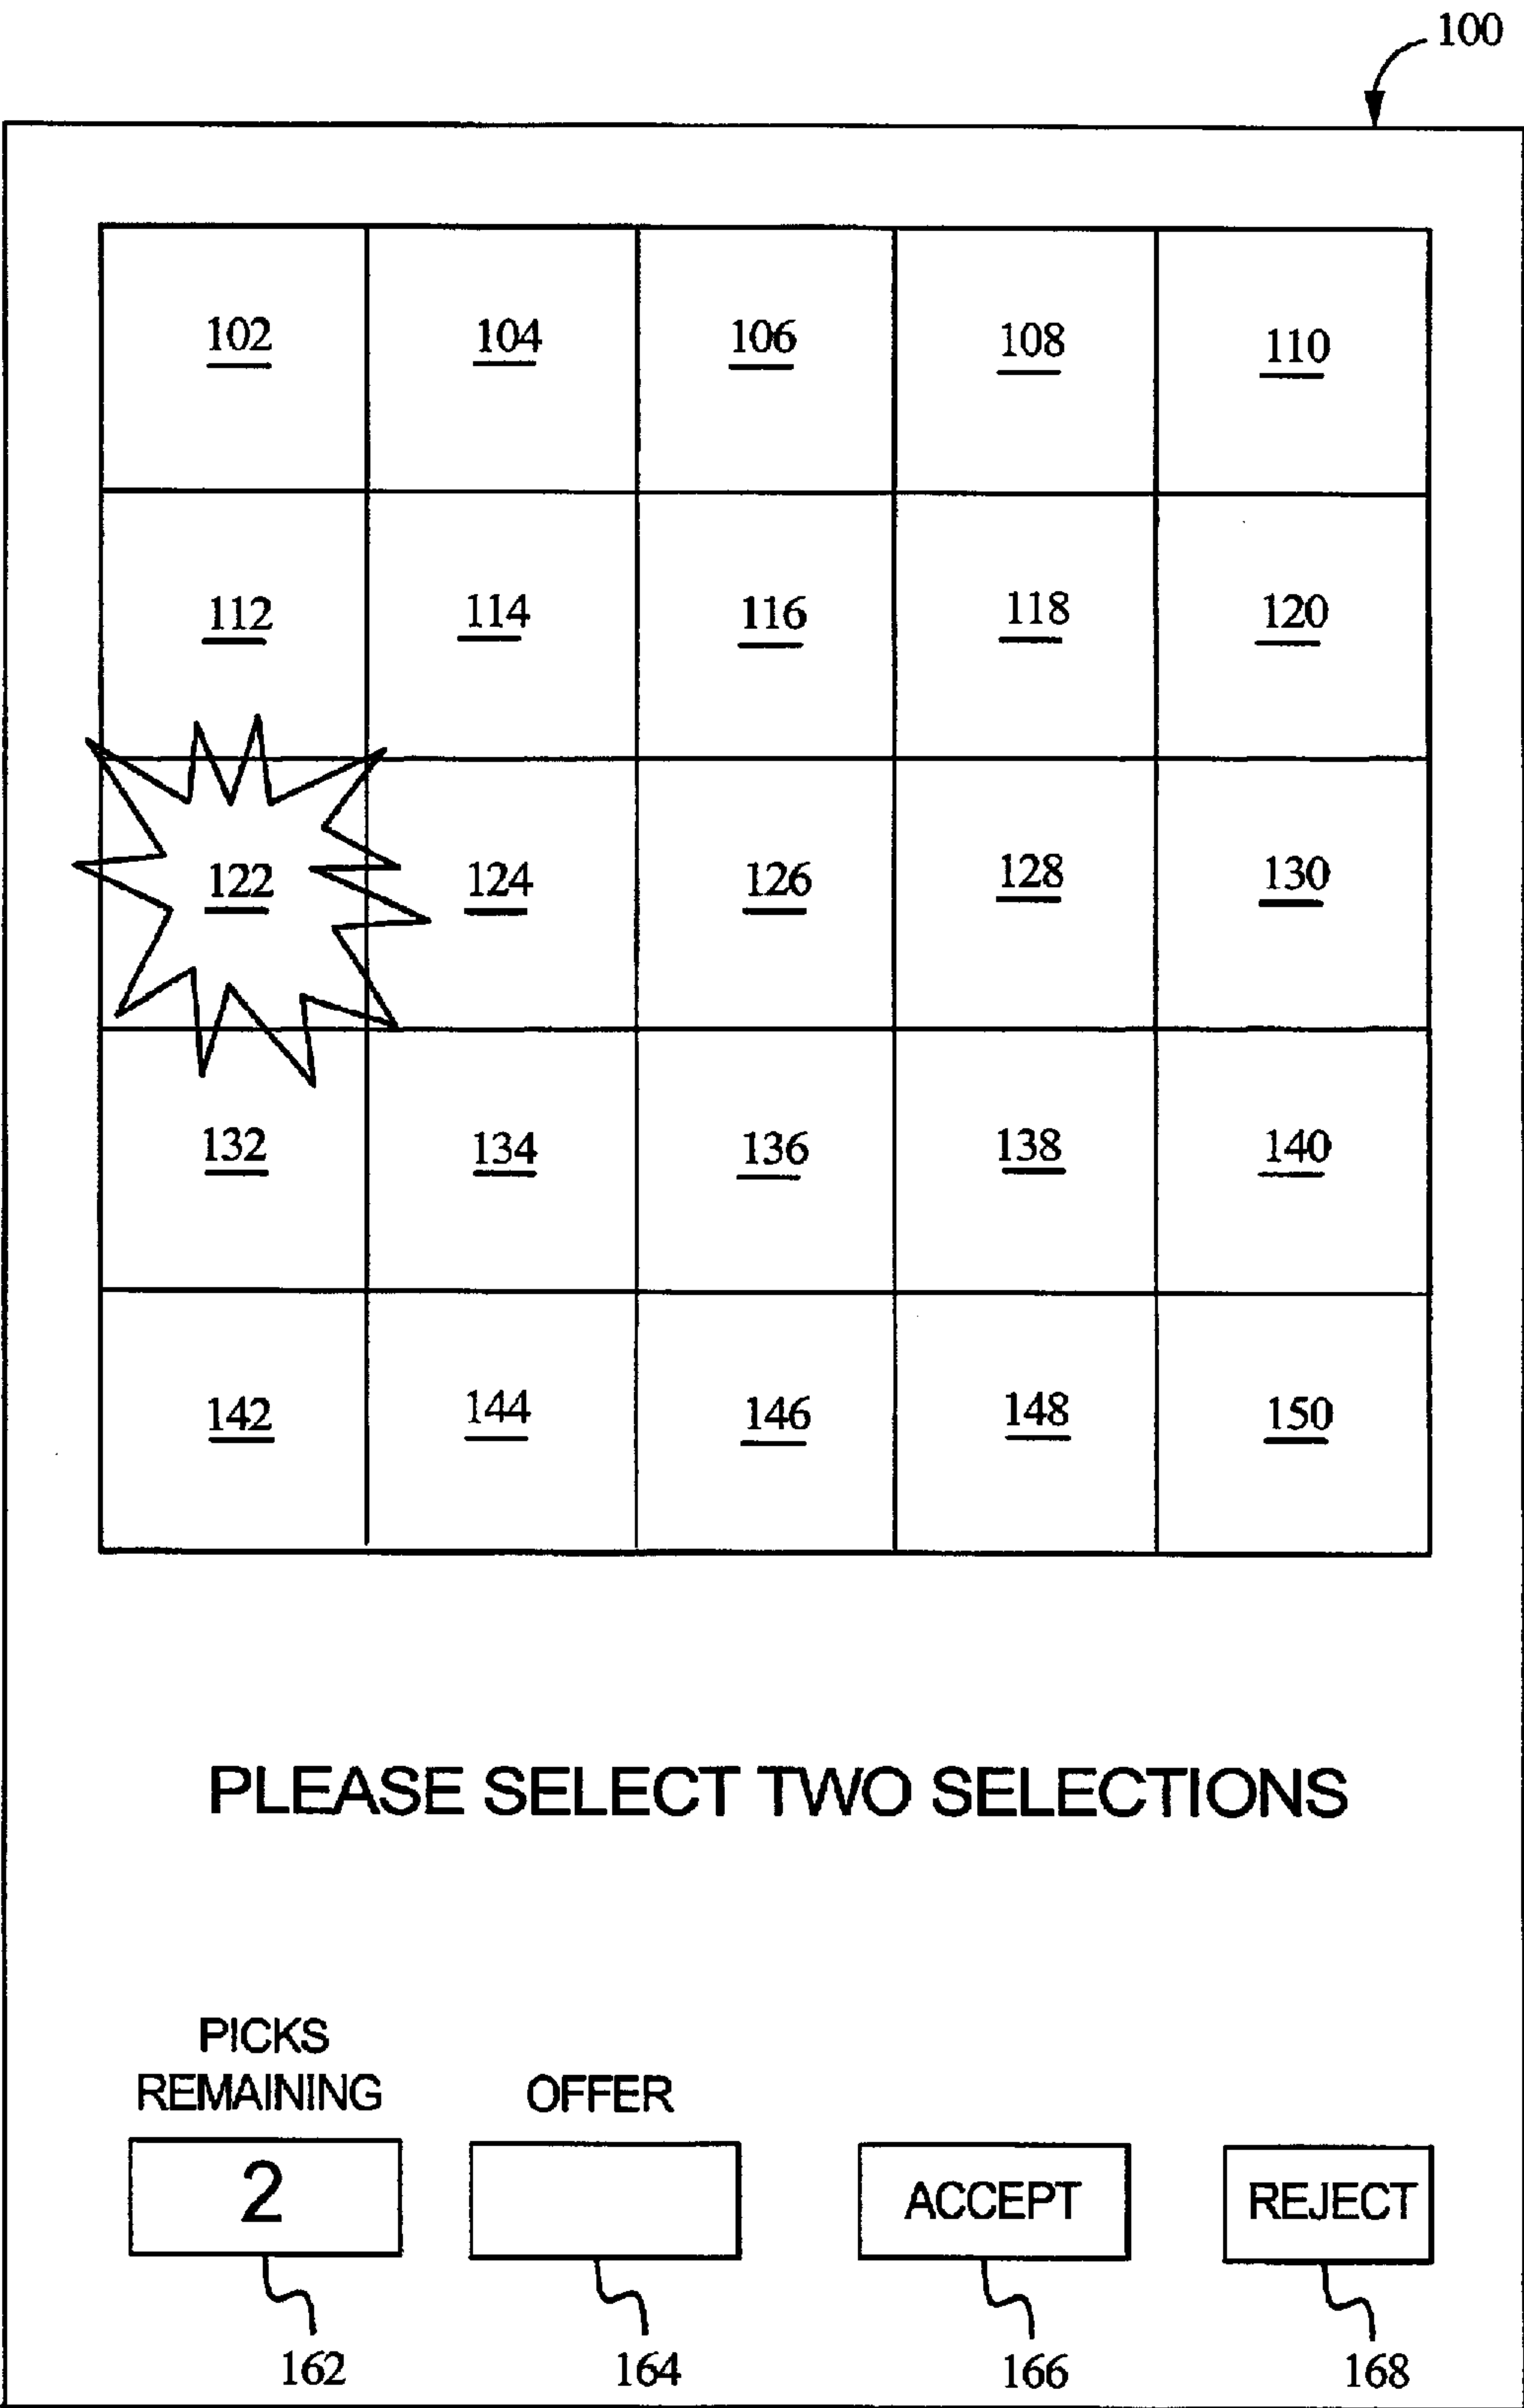 100
102 104 106 108 110
112 114 116 118 120
122 124 126 128 130
132 134 136 138 140
142 144 146 148 150
PLEASE SELECT TWO SELECTIONS
PICKS
REMAINING OFFER
2 ACCEPT REJECT
162 164 166 168